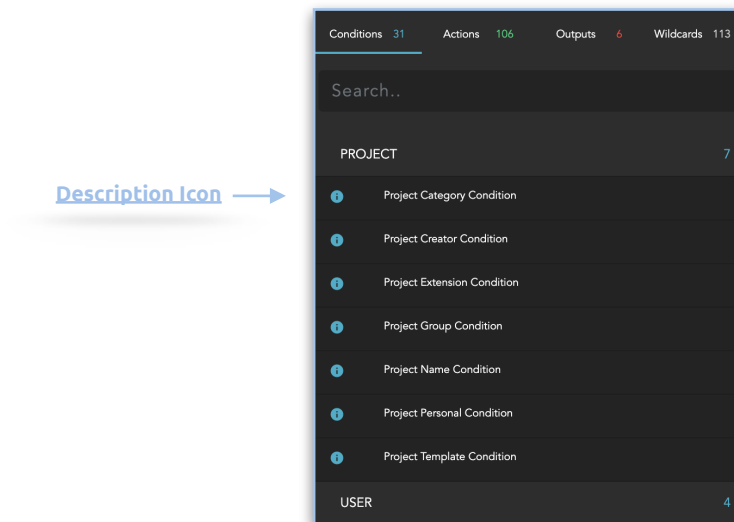 Conditions 31 Actions 106 Outputs 6 Wildcards 113
Search..
PROJECT 7
Description Icon
Project Category Condition
Project Creator Condition
Project Extension Condition
Project Group Condition
Project Name Condition
Project Personal Condition
Project Template Condition
USER 4